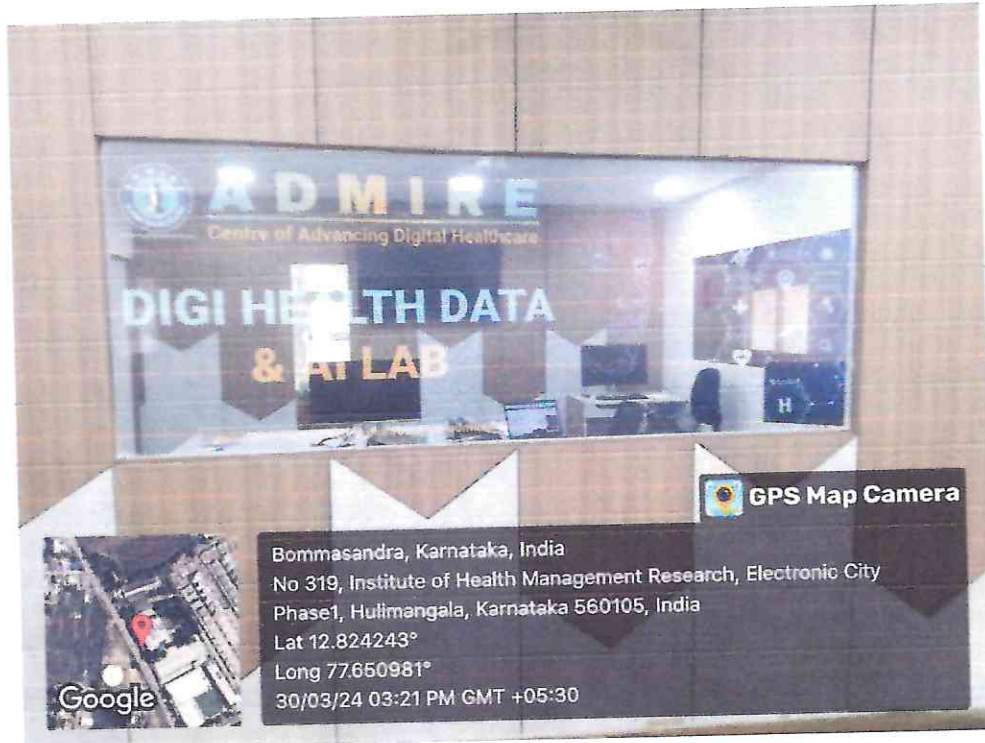 ADMIRE
Centre of Advancing Digital Healthcare
DIGI HEALTH DATA
& AI LAB
H
GPS Map Camera
Bommasandra, Karnataka, India
No 319, Institute of Health Management Research, Electronic City
Phase1, Hulimangala, Karnataka 560105, India
Lat 12.824243°
Long 77.650981°
30/03/24 03:21 PM GMT +05:30
Google